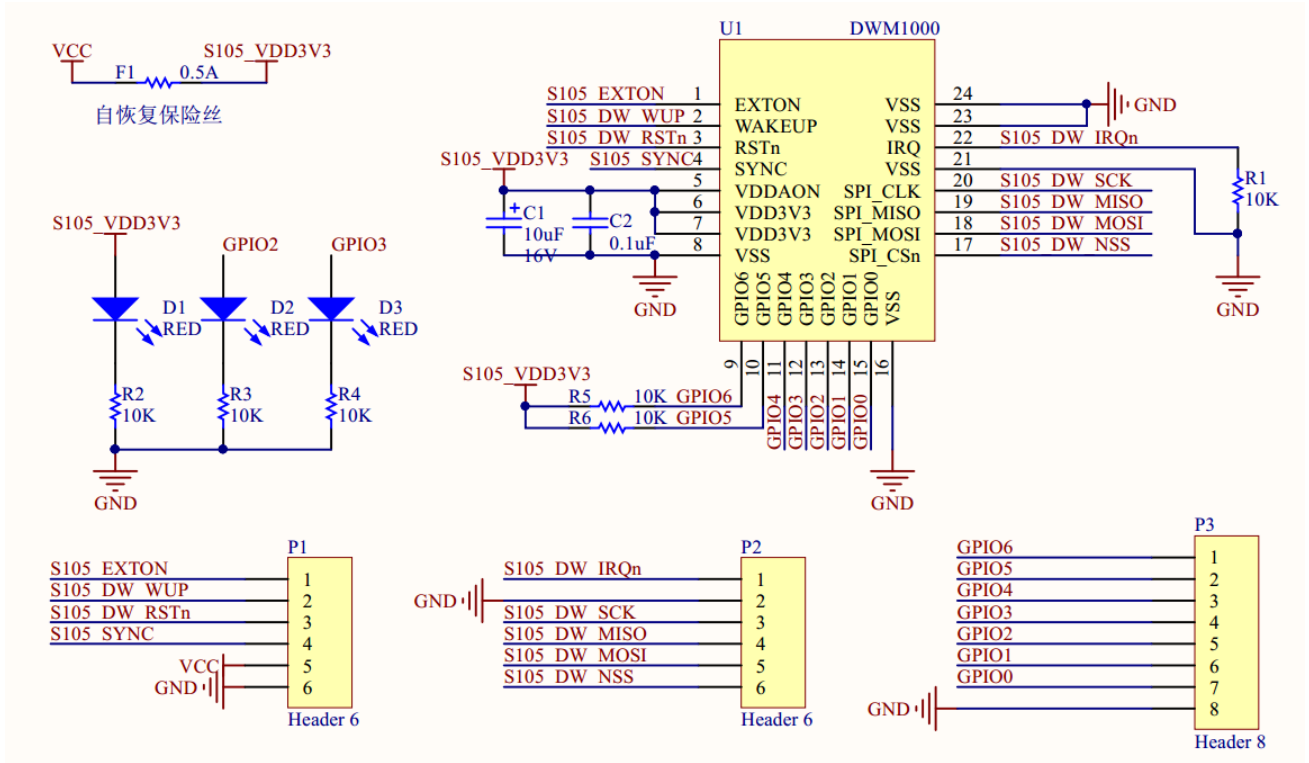 VCC
S105_VDD3V3
F1
0.5A
自恢复保险丝
S105_VDD3V3
GPIO2
GPIO3
D1
RED
D2
RED
D3
RED
R2
10K
R3
10K
R4
10K
GND
U1
DWM1000
S105_EXTON
1
EXTON
S105_DW_WUP
2
WAKEUP
S105_DW_RSTn
3
RSTn
S105_SYNC
4
SYNC
S105_VDD3V3
5
VDDAON
6
VDD3V3
7
VDD3V3
8
VSS
C1
10uF
16V
C2
0.1uF
GND
VSS
24
GND
VSS
23
IRQ
22
S105_DW_IRQn
VSS
21
SPI_CLK
20
S105_DW_SCK
SPI_MISO
19
S105_DW_MISO
SPI_MOSI
18
S105_DW_MOSI
SPI_CSn
17
S105_DW_NSS
R1
10K
GND
GPIO6
GPIO5
GPIO4
GPIO3
GPIO2
GPIO1
GPIO0
VSS
9
10
11
12
13
14
15
16
S105_VDD3V3
R5
10K
GPIO6
R6
10K
GPIO5
GPIO4
GPIO3
GPIO2
GPIO1
GPIO0
GND
P1
S105_EXTON
1
S105_DW_WUP
2
S105_DW_RSTn
3
S105_SYNC
4
VCC
5
GND
6
Header 6
P2
S105_DW_IRQn
1
GND
2
S105_DW_SCK
3
S105_DW_MISO
4
S105_DW_MOSI
5
S105_DW_NSS
6
Header 6
P3
GPIO6
1
GPIO5
2
GPIO4
3
GPIO3
4
GPIO2
5
GPIO1
6
GPIO0
7
GND
8
Header 8